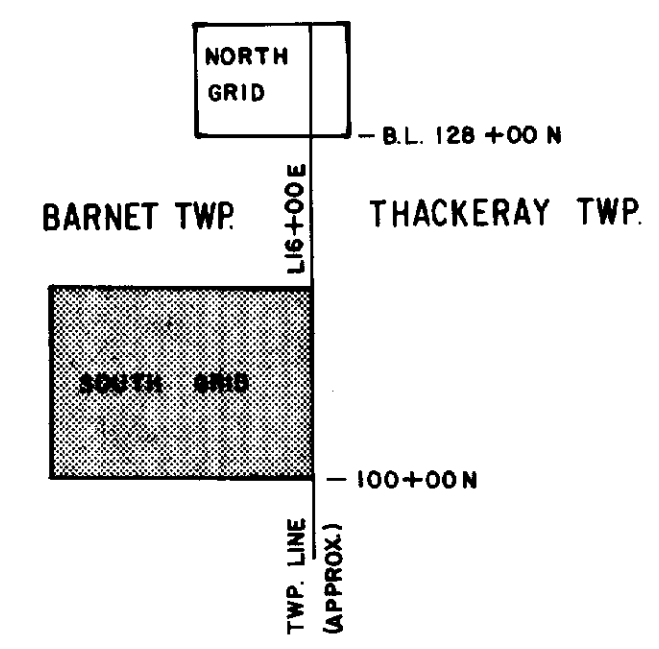 NORTH
GRID
— B.L. 128 +00 N
BARNET TWP.
L16+00E
THACKERAY TWP.
SOUTH GRID
— 100+00 N
TWP. LINE
(APPROX.)